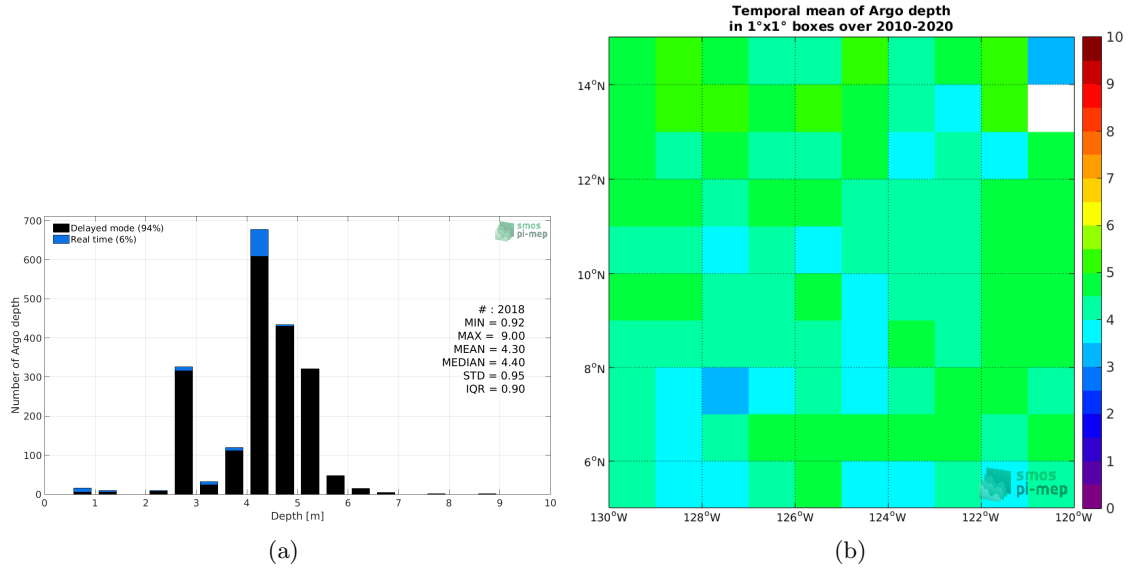 700
600
500
400
300
200
100
0
Number of Argo depth
Delayed mode (94%)
Real time (6%)
smos
pi-mep
# : 2018
MIN = 0.92
MAX = 9.00
MEAN = 4.30
MEDIAN = 4.40
STD = 0.95
IQR = 0.90
0 1 2 3 4 5 6 7 8 9 10
Depth [m]
(a)
Temporal mean of Argo depth
in 1°x1° boxes over 2010-2020
14°N
12°N
10°N
8°N
6°N
130°W 128°W 126°W 124°W 122°W 120°W
smos
pi-mep
10
9
8
7
6
5
4
3
2
1
0
(b)